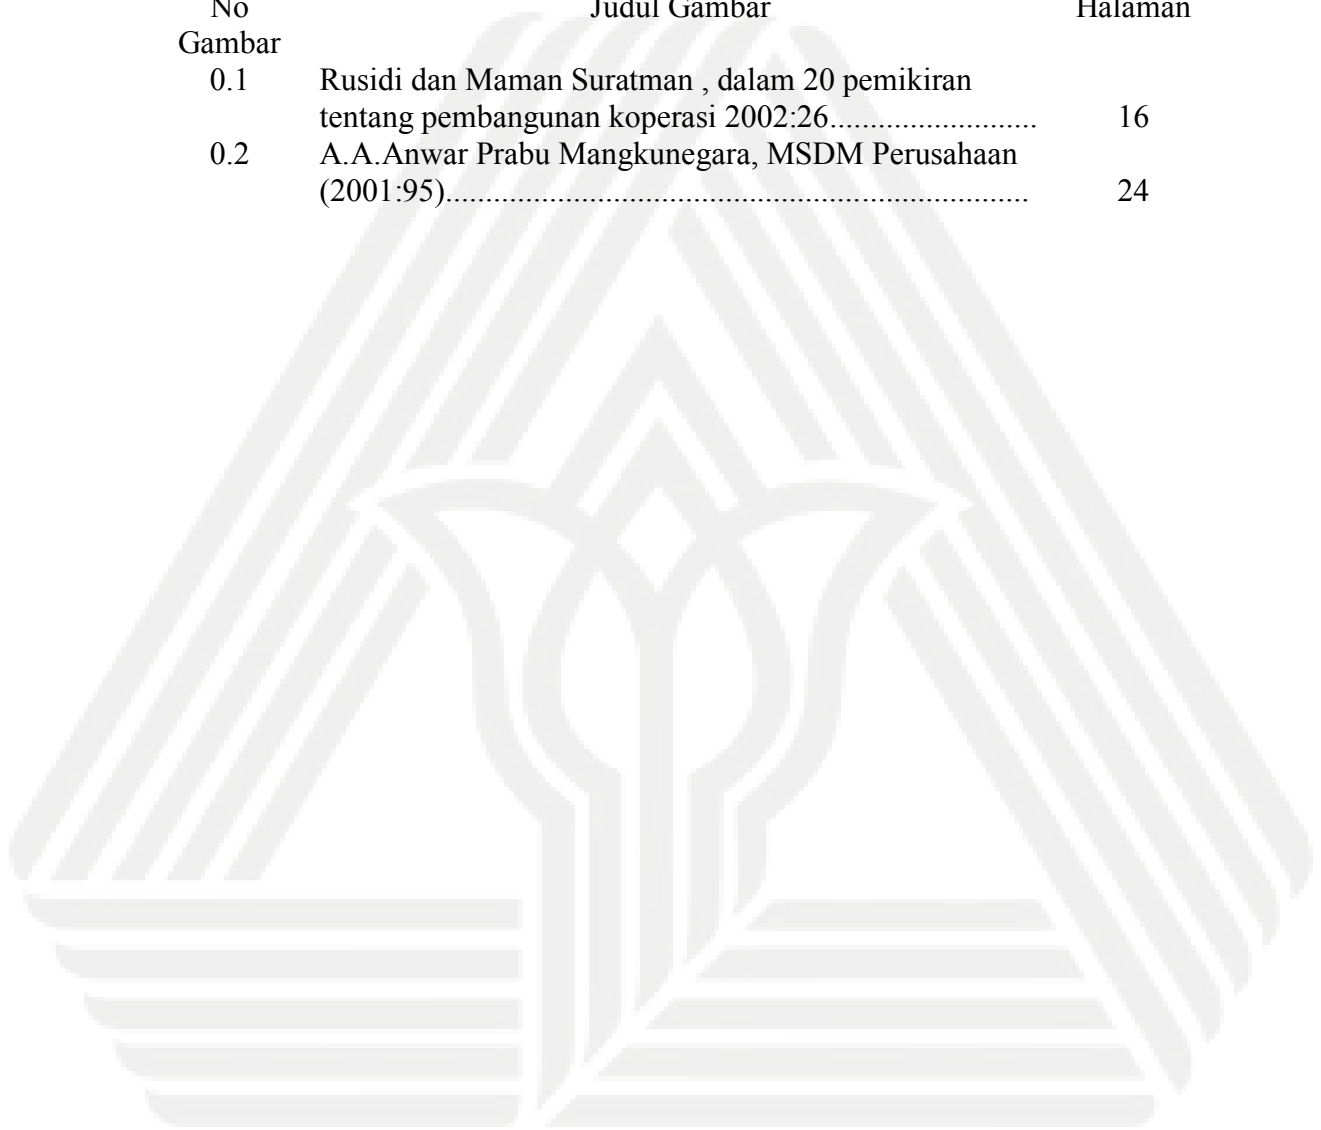 No Judul Gambar Halaman
Gambar
0.1 Rusidi dan Maman Suratman , dalam 20 pemikiran
tentang pembangunan koperasi 2002:26.......................... 16
0.2 A.A.Anwar Prabu Mangkunegara, MSDM Perusahaan
(2001:95)........................................................................ 24